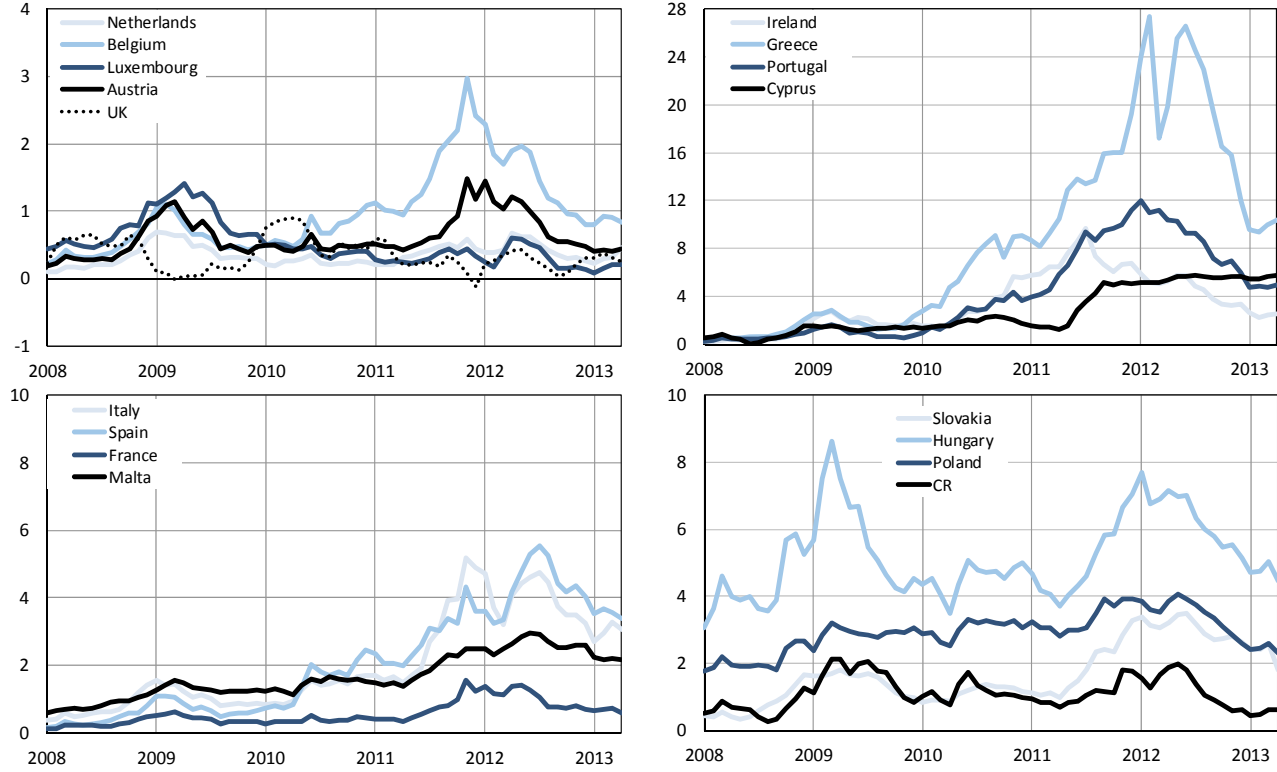 4
3
2
1
0
-1
Netherlands
Belgium
Luxembourg
Austria
UK
2008 2009 2010 2011 2012 2013
28
24
20
16
12
8
4
0
Ireland
Greece
Portugal
Cyprus
2008 2009 2010 2011 2012 2013
10
8
6
4
2
0
Italy
Spain
France
Malta
2008 2009 2010 2011 2012 2013
10
8
6
4
2
0
Slovakia
Hungary
Poland
CR
2008 2009 2010 2011 2012 2013